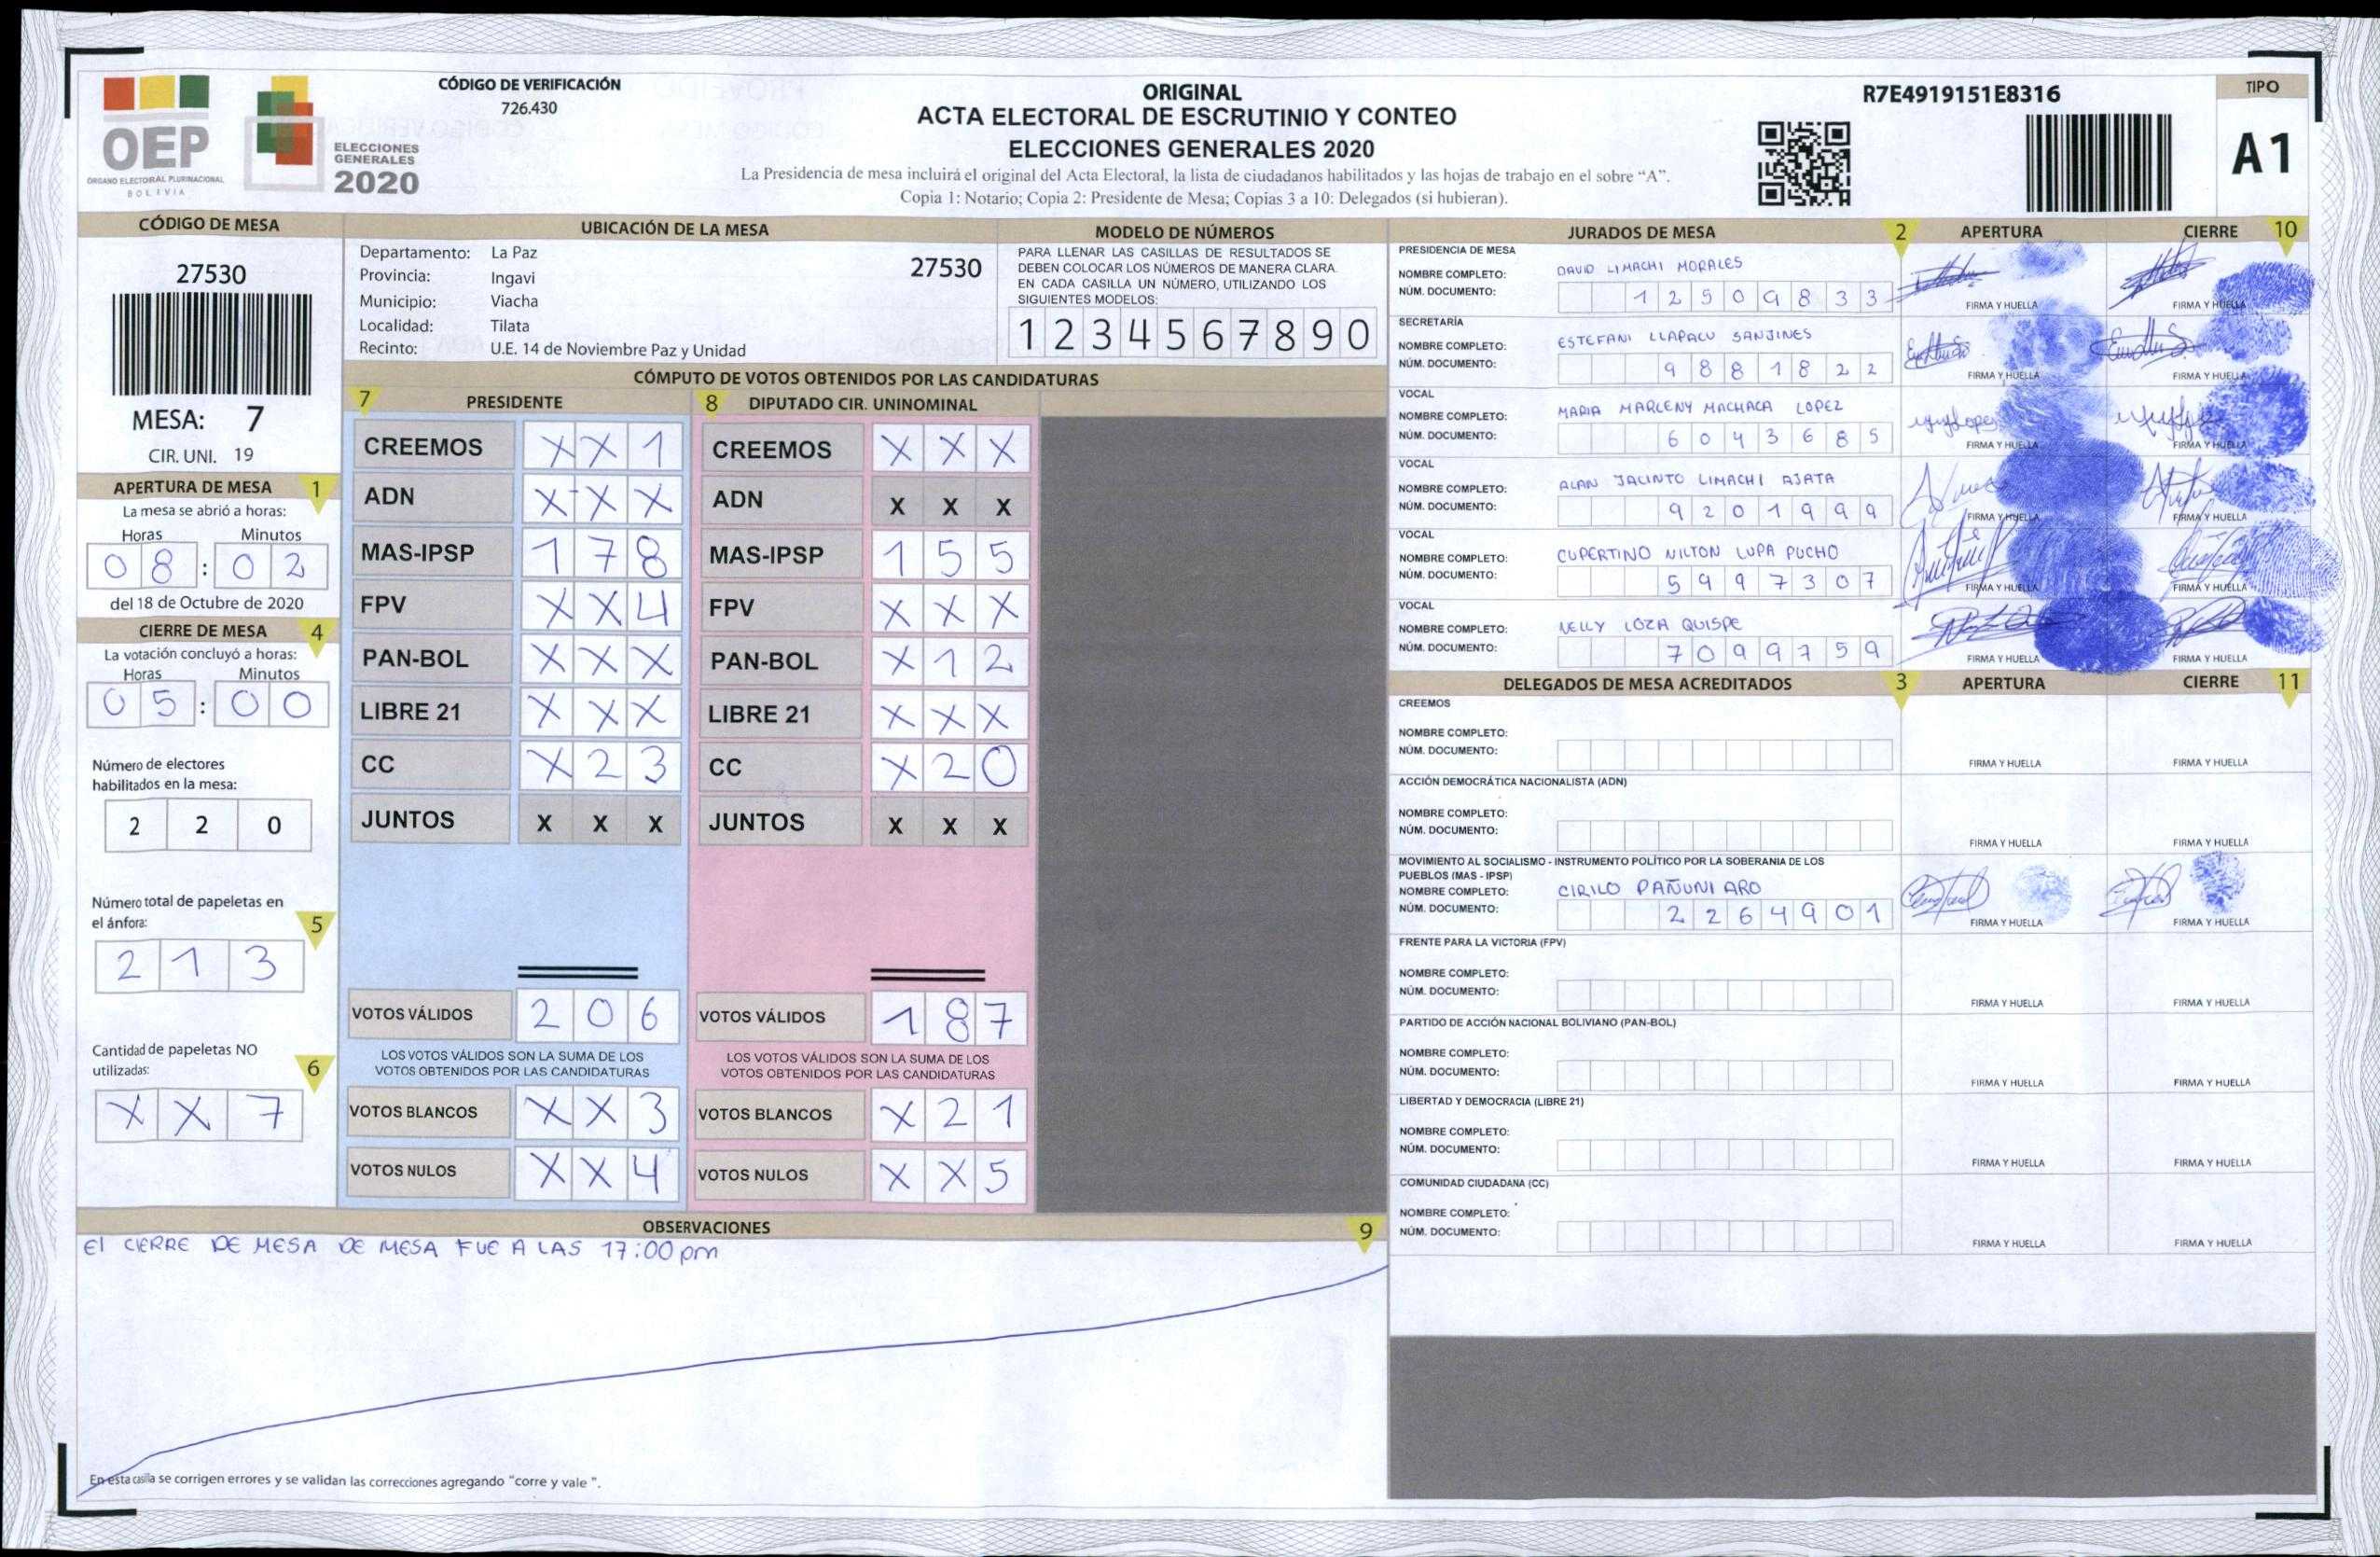 OEP
ÓRGANO ELECTORAL PLURINACIONAL
BOLIVIA
ELECCIONES
GENERALES
2020
CÓDIGO DE VERIFICACIÓN
726.430
ORIGINAL
ACTA ELECTORAL DE ESCRUTINIO Y CONTEO
ELECCIONES GENERALES 2020
La Presidencia de mesa incluirá el original del Acta Electoral, la lista de ciudadanos habilitados y las hojas de trabajo en el sobre “A”.
Copia 1: Notario; Copia 2: Presidente de Mesa; Copias 3 a 10: Delegados (si hubieran).
R7E4919151E8316
TIPO
A1
CÓDIGO DE MESA
27530
MESA: 7
CIR. UNI. 19
APERTURA DE MESA 1
La mesa se abrió a horas:
Horas Minutos
0 8 : 0 2
del 18 de Octubre de 2020
CIERRE DE MESA 4
La votación concluyó a horas:
Horas Minutos
0 5 : 0 0
Número de electores
habilitados en la mesa:
2 2 0
Número total de papeletas en
el ánfora: 5
2 1 3
Cantidad de papeletas NO
utilizadas: 6
X X 7
UBICACIÓN DE LA MESA
Departamento: La Paz
27530
Provincia: Ingavi
Municipio: Viacha
Localidad: Tilata
Recinto: U.E. 14 de Noviembre Paz y Unidad
MODELO DE NÚMEROS
PARA LLENAR LAS CASILLAS DE RESULTADOS SE
DEBEN COLOCAR LOS NÚMEROS DE MANERA CLARA.
EN CADA CASILLA UN NÚMERO, UTILIZANDO LOS
SIGUIENTES MODELOS:
1 2 3 4 5 6 7 8 9 0
CÓMPUTO DE VOTOS OBTENIDOS POR LAS CANDIDATURAS
7 PRESIDENTE
CREEMOS X X 1
ADN X X X
MAS-IPSP 1 7 8
FPV X X 4
PAN-BOL X X X
LIBRE 21 X X X
CC X 2 3
JUNTOS X X X
VOTOS VÁLIDOS 2 0 6
LOS VOTOS VÁLIDOS SON LA SUMA DE LOS
VOTOS OBTENIDOS POR LAS CANDIDATURAS
VOTOS BLANCOS X X 3
VOTOS NULOS X X 4
8 DIPUTADO CIR. UNINOMINAL
CREEMOS X X X
ADN X X X
MAS-IPSP 1 5 5
FPV X X X
PAN-BOL X 1 2
LIBRE 21 X X X
CC X 2 0
JUNTOS X X X
VOTOS VÁLIDOS 1 8 7
LOS VOTOS VÁLIDOS SON LA SUMA DE LOS
VOTOS OBTENIDOS POR LAS CANDIDATURAS
VOTOS BLANCOS X 2 1
VOTOS NULOS X X 5
OBSERVACIONES 9
El CIERRE DE MESA DE MESA FUE A LAS 17:00 pm
En esta casilla se corrigen errores y se validan las correcciones agregando "corre y vale ".
JURADOS DE MESA 2 APERTURA CIERRE 10
PRESIDENCIA DE MESA
NOMBRE COMPLETO: DAVID LIMACHI MORALES
NÚM. DOCUMENTO: 1 2 5 0 9 8 3 3
FIRMA Y HUELLA FIRMA Y HUELLA
SECRETARÍA
NOMBRE COMPLETO: ESTEFANI LLAPACU SANJINES
NÚM. DOCUMENTO: 9 8 8 1 8 2 2
FIRMA Y HUELLA FIRMA Y HUELLA
VOCAL
NOMBRE COMPLETO: MARIA MARLENY MACHACA LOPEZ
NÚM. DOCUMENTO: 6 0 4 3 6 8 5
FIRMA Y HUELLA FIRMA Y HUELLA
VOCAL
NOMBRE COMPLETO: ALAN JACINTO LIMACHI AJATA
NÚM. DOCUMENTO: 9 2 0 1 9 9 9
FIRMA Y HUELLA FIRMA Y HUELLA
VOCAL
NOMBRE COMPLETO: CUPERTINO NILTON LUPA PUCHO
NÚM. DOCUMENTO: 5 9 9 7 3 0 7
FIRMA Y HUELLA FIRMA Y HUELLA
VOCAL
NOMBRE COMPLETO: NELLY LOZA QUISPE
NÚM. DOCUMENTO: 7 0 9 9 7 5 9
FIRMA Y HUELLA FIRMA Y HUELLA
DELEGADOS DE MESA ACREDITADOS 3 APERTURA CIERRE 11
CREEMOS
NOMBRE COMPLETO:
NÚM. DOCUMENTO:
FIRMA Y HUELLA FIRMA Y HUELLA
ACCIÓN DEMOCRÁTICA NACIONALISTA (ADN)
NOMBRE COMPLETO:
NÚM. DOCUMENTO:
FIRMA Y HUELLA FIRMA Y HUELLA
MOVIMIENTO AL SOCIALISMO - INSTRUMENTO POLÍTICO POR LA SOBERANIA DE LOS
PUEBLOS (MAS - IPSP)
NOMBRE COMPLETO: CIRILO PAÑUNI ARO
NÚM. DOCUMENTO: 2 2 6 4 9 0 1
FIRMA Y HUELLA FIRMA Y HUELLA
FRENTE PARA LA VICTORIA (FPV)
NOMBRE COMPLETO:
NÚM. DOCUMENTO:
FIRMA Y HUELLA FIRMA Y HUELLA
PARTIDO DE ACCIÓN NACIONAL BOLIVIANO (PAN-BOL)
NOMBRE COMPLETO:
NÚM. DOCUMENTO:
FIRMA Y HUELLA FIRMA Y HUELLA
LIBERTAD Y DEMOCRACIA (LIBRE 21)
NOMBRE COMPLETO:
NÚM. DOCUMENTO:
FIRMA Y HUELLA FIRMA Y HUELLA
COMUNIDAD CIUDADANA (CC)
NOMBRE COMPLETO:
NÚM. DOCUMENTO:
FIRMA Y HUELLA FIRMA Y HUELLA